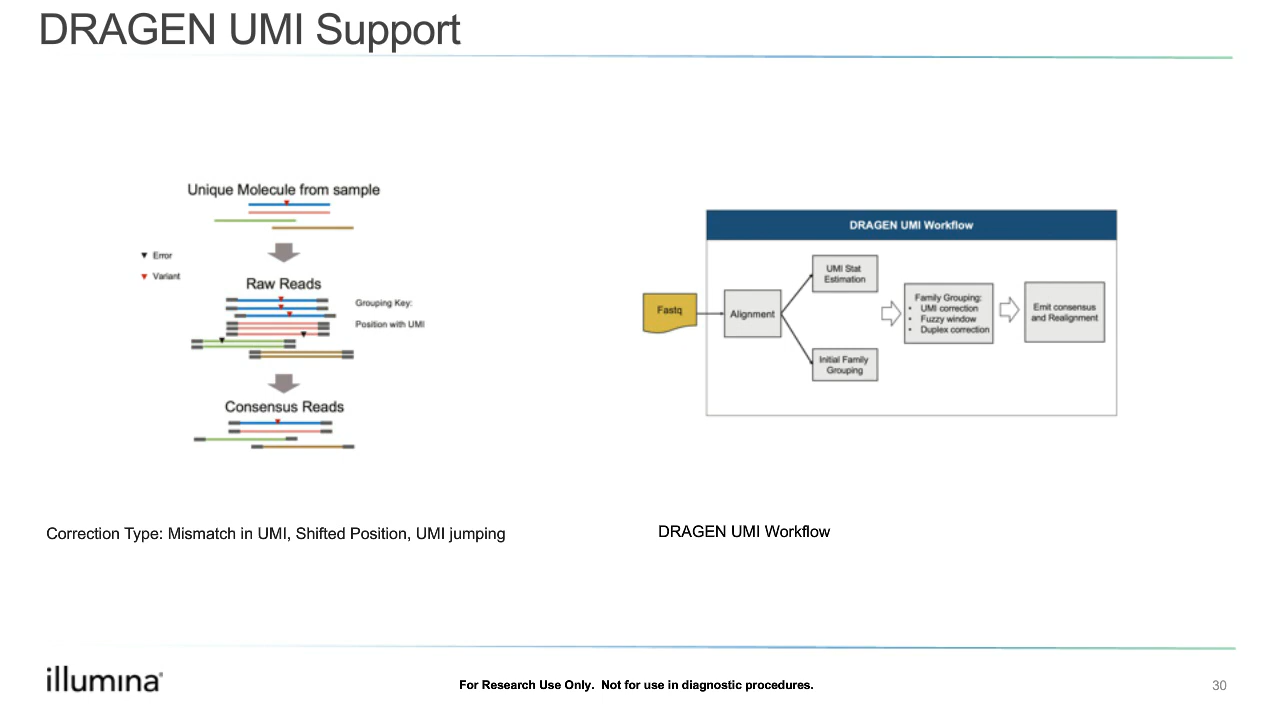 DRAGEN UMI Support
Unique Molecule from sample
Error
Variant
Raw Reads
Grouping Key:
Position with UMI
Consensus Reads
Correction Type: Mismatch in UMI, Shifted Position, UMI jumping
DRAGEN UMI Workflow
Fastq
Alignment
UMI Stat
Estimation
Initial Family
Grouping
Family Grouping:
• UMI correction
• Fuzzy window
• Duplex correction
Emit consensus
and Realignment
DRAGEN UMI Workflow
illumina®
For Research Use Only. Not for use in diagnostic procedures.
30